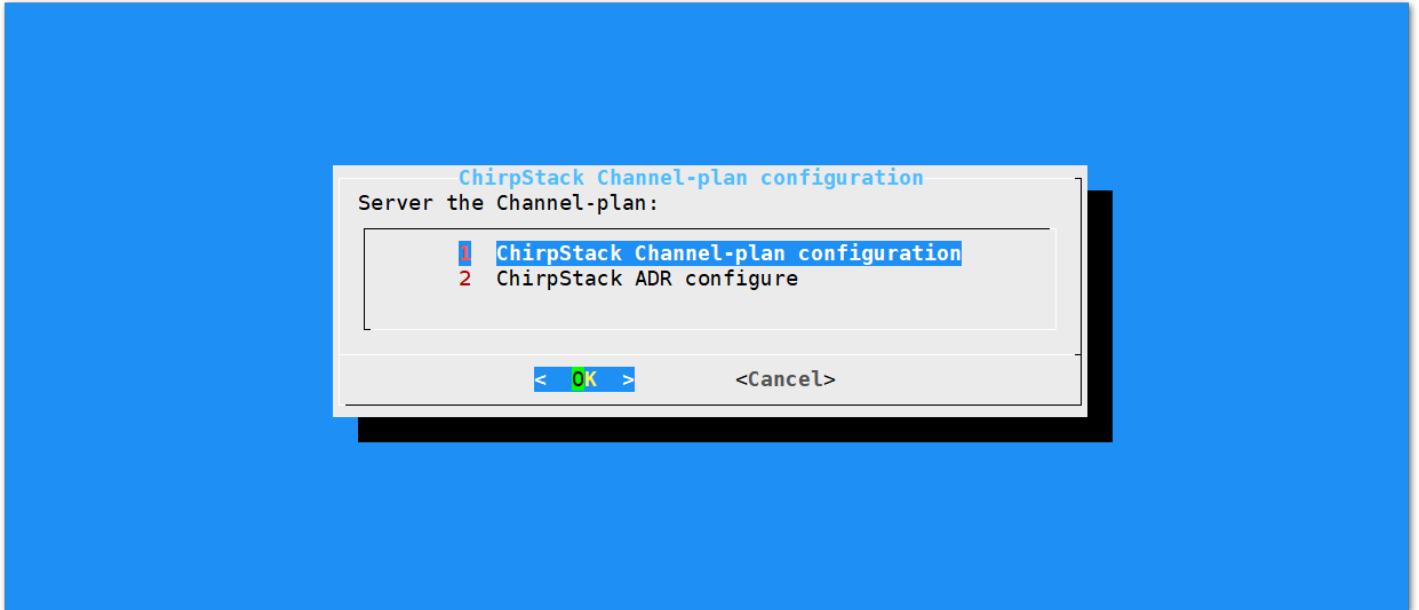 ChirpStack Channel-plan configuration
Server the Channel-plan:
1 ChirpStack Channel-plan configuration
2 ChirpStack ADR configure
< OK > <Cancel>